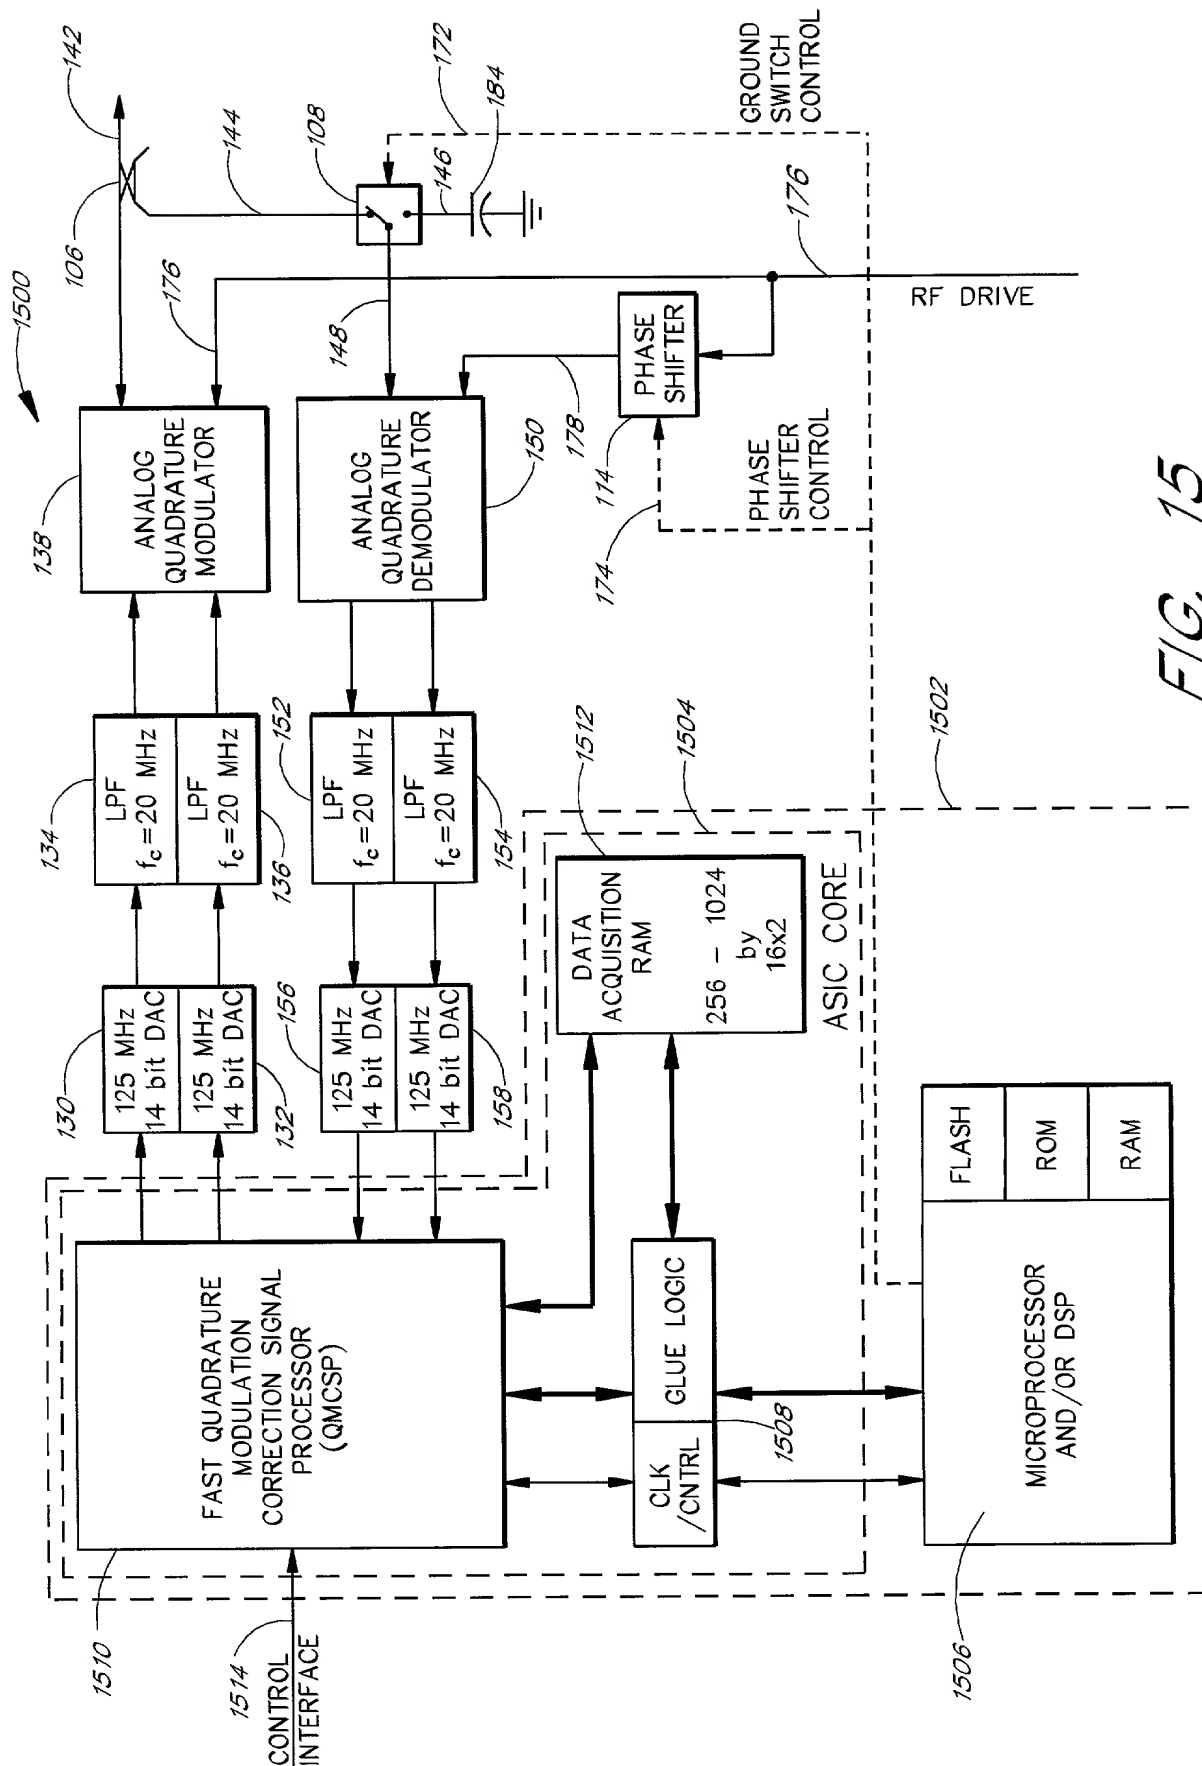 1500
106
142
138
ANALOG
QUADRATURE
MODULATOR
176
144
134
LPF
f_c=20 MHz
LPF
f_c=20 MHz
136
130
125 MHz
14 bit DAC
125 MHz
14 bit DAC
132
1510
FAST QUADRATURE
MODULATION
CORRECTION SIGNAL
PROCESSOR
(QMCSP)
1514
CONTROL
INTERFACE
156
125 MHz
14 bit DAC
125 MHz
14 bit DAC
158
152
LPF
f_c=20 MHz
LPF
f_c=20 MHz
154
ANALOG
QUADRATURE
DEMODULATOR
150
148
108
172
146
184
178
114
PHASE
SHIFTER
174
PHASE
SHIFTER
CONTROL
GROUND
SWITCH
CONTROL
176
RF DRIVE
1512
DATA
ACQUISITION
RAM
256 - 1024
by
16x2
1504
ASIC CORE
1502
CLK
/CNTRL
GLUE LOGIC
1508
MICROPROCESSOR
AND/OR DSP
FLASH
ROM
RAM
1506
FIG. 15